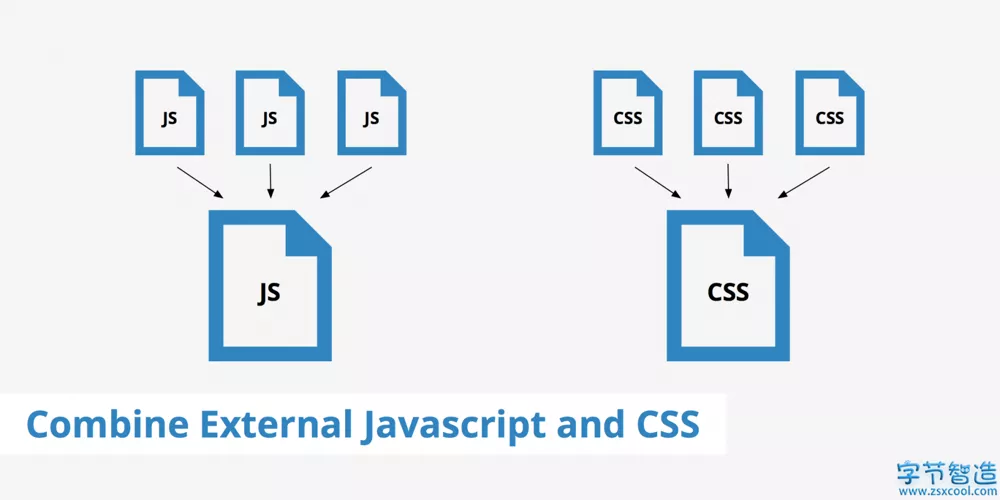 JS JS JS
CSS CSS CSS
JS
CSS
Combine External Javascript and CSS
字节智造
www.zsxcool.com